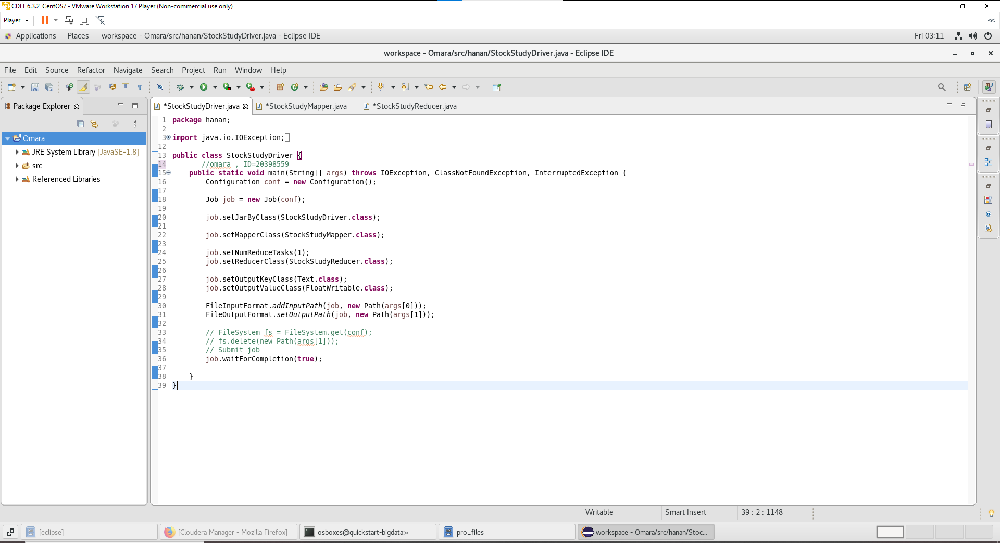 CDH_6.3.2_CentOS7 - VMware Workstation 17 Player (Non-commercial use only)
Player
Applications Places workspace - Omara/src/hanan/StockStudyDriver.java - Eclipse IDE Fri 03:11
workspace - Omara/src/hanan/StockStudyDriver.java - Eclipse IDE
File Edit Source Refactor Navigate Search Project Run Window Help
Package Explorer
Omara
JRE System Library [JavaSE-1.8]
src
Referenced Libraries
*StockStudyDriver.java *StockStudyMapper.java *StockStudyReducer.java
1 package hanan;
2
3 import java.io.IOException;
12
13 public class StockStudyDriver {
14 //omara , ID=20398559
15 public static void main(String[] args) throws IOException, ClassNotFoundException, InterruptedException {
16 Configuration conf = new Configuration();
17
18 Job job = new Job(conf);
19
20 job.setJarByClass(StockStudyDriver.class);
21
22 job.setMapperClass(StockStudyMapper.class);
23
24 job.setNumReduceTasks(1);
25 job.setReducerClass(StockStudyReducer.class);
26
27 job.setOutputKeyClass(Text.class);
28 job.setOutputValueClass(FloatWritable.class);
29
30 FileInputFormat.addInputPath(job, new Path(args[0]));
31 FileOutputFormat.setOutputPath(job, new Path(args[1]));
32
33 // FileSystem fs = FileSystem.get(conf);
34 // fs.delete(new Path(args[1]));
35 // Submit job
36 job.waitForCompletion(true);
37
38 }
39 }
Writable Smart Insert 39 : 2 : 1148
[eclipse] [Cloudera Manager - Mozilla Firefox] osboxes@quickstart-bigdata:~ pro_files workspace - Omara/src/hanan/Stoc...